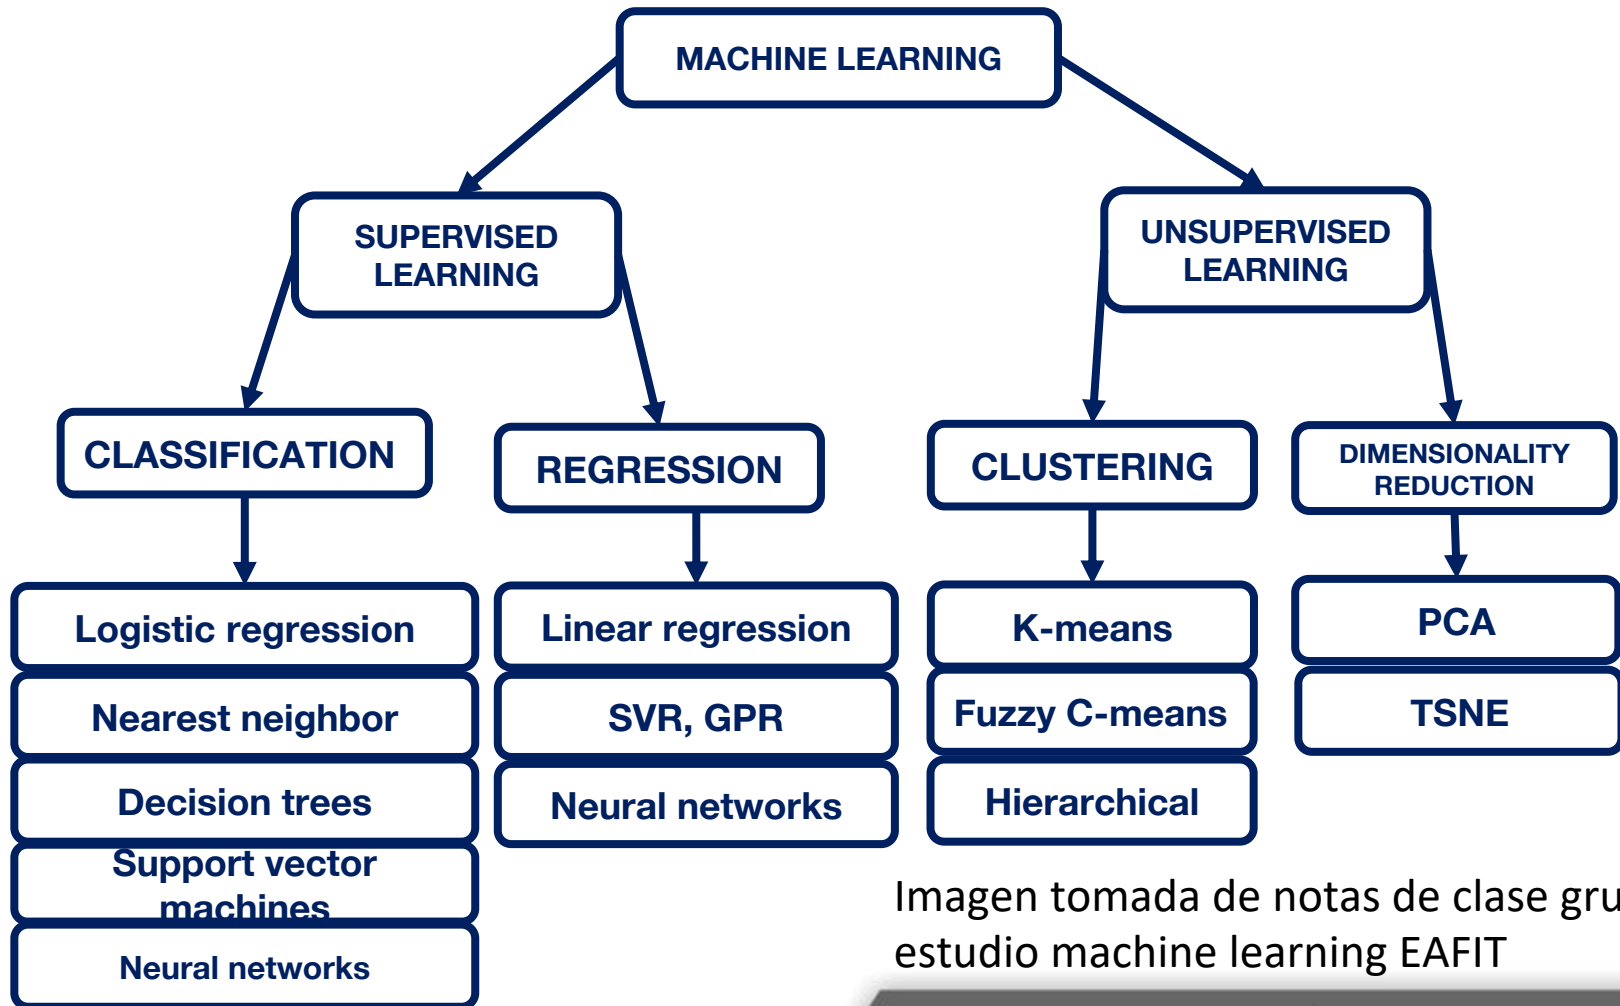 MACHINE LEARNING
SUPERVISED
LEARNING
UNSUPERVISED
LEARNING
CLASSIFICATION
REGRESSION
CLUSTERING
DIMENSIONALITY
REDUCTION
Logistic regression
Nearest neighbor
Decision trees
Support vector
machines
Neural networks
Linear regression
SVR, GPR
Neural networks
K-means
Fuzzy C-means
Hierarchical
PCA
TSNE
Imagen tomada de notas de clase
estudio machine learning EAFIT